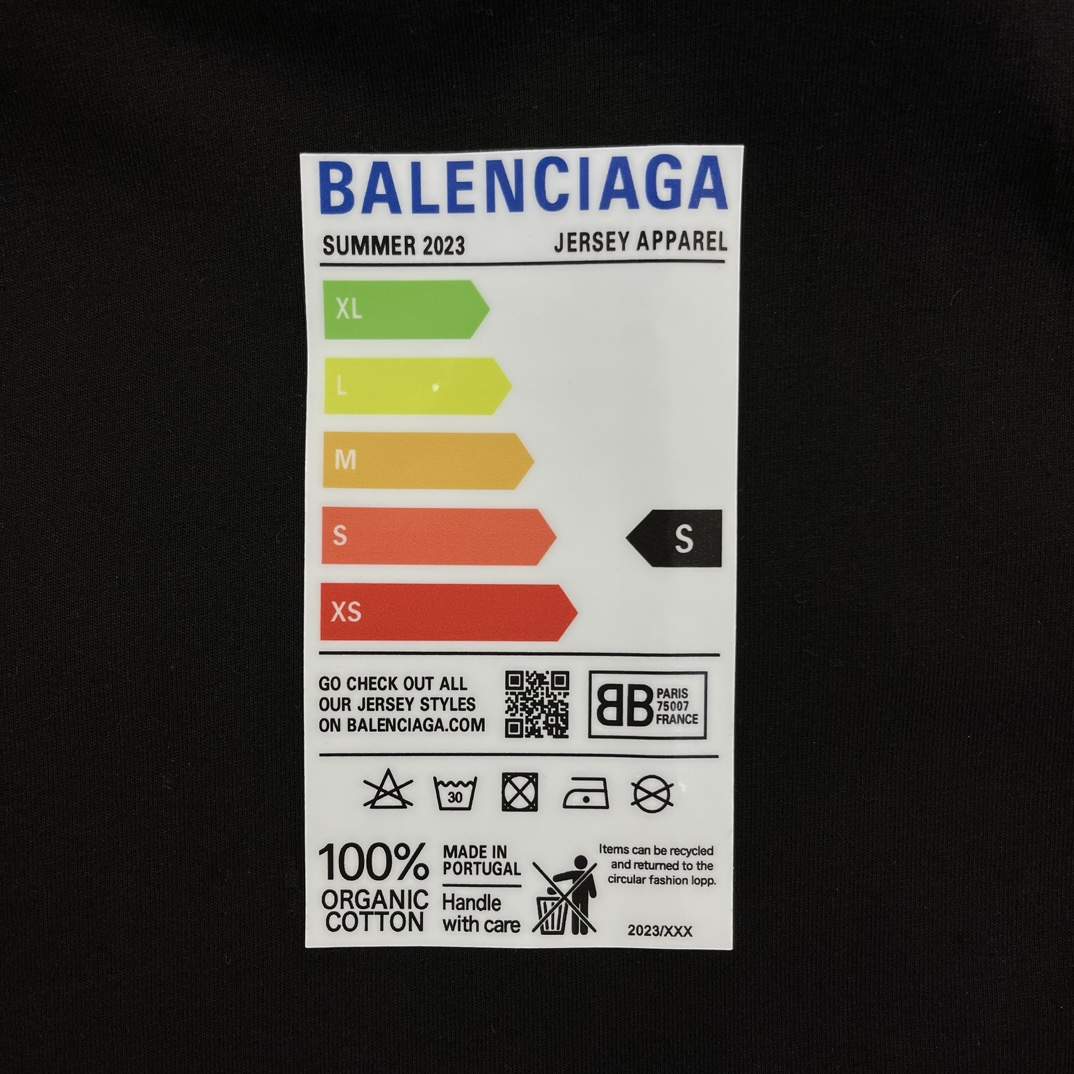 BALENCIAGA
SUMMER 2023 JERSEY APPAREL
XL
L
M
S S
XS
GO CHECK OUT ALL
OUR JERSEY STYLES
ON BALENCIAGA.COM
BB PARIS
75007
FRANCE
30
100%
ORGANIC
COTTON
MADE IN
PORTUGAL
Handle
with care
Items can be recycled
and returned to the
circular fashion lopp.
2023/XXX